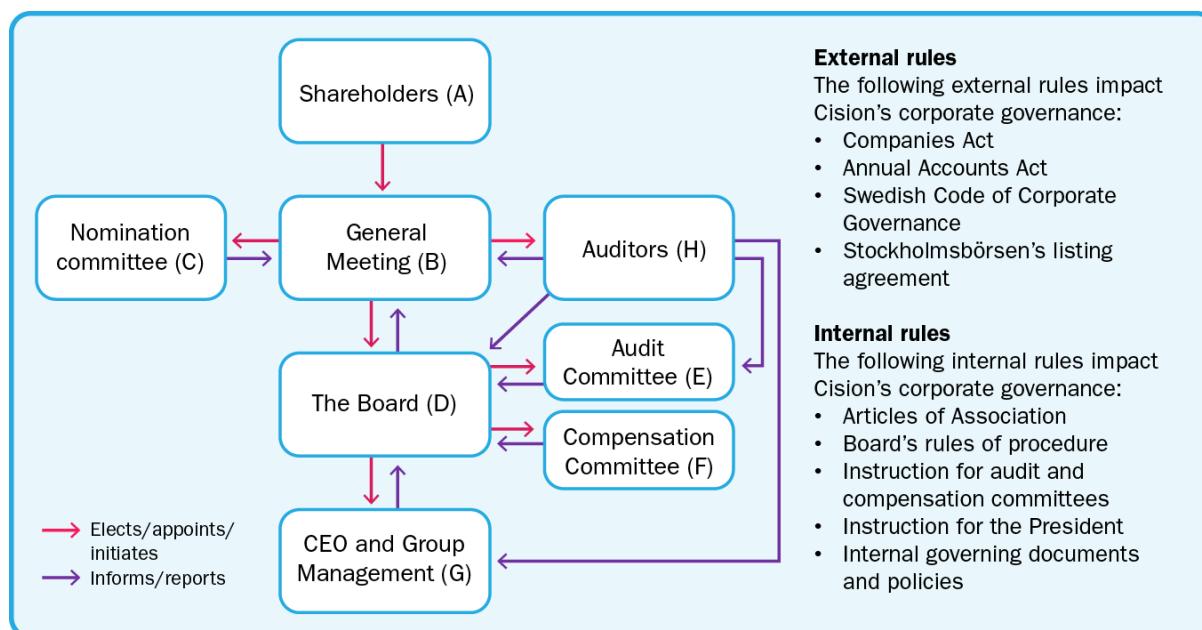 Shareholders (A)
Nomination
committee (C)
General
Meeting (B)
Auditors (H)
The Board (D)
Audit
Committee (E)
Compensation
Committee (F)
CEO and Group
Management (G)
Elects/appoints/
initiates
Informs/reports
External rules
The following external rules impact
Cision’s corporate governance:
• Companies Act
• Annual Accounts Act
• Swedish Code of Corporate
Governance
• Stockholmsbörsen’s listing
agreement
Internal rules
The following internal rules impact
Cision’s corporate governance:
• Articles of Association
• Board’s rules of procedure
• Instruction for audit and
compensation committees
• Instruction for the President
• Internal governing documents
and policies